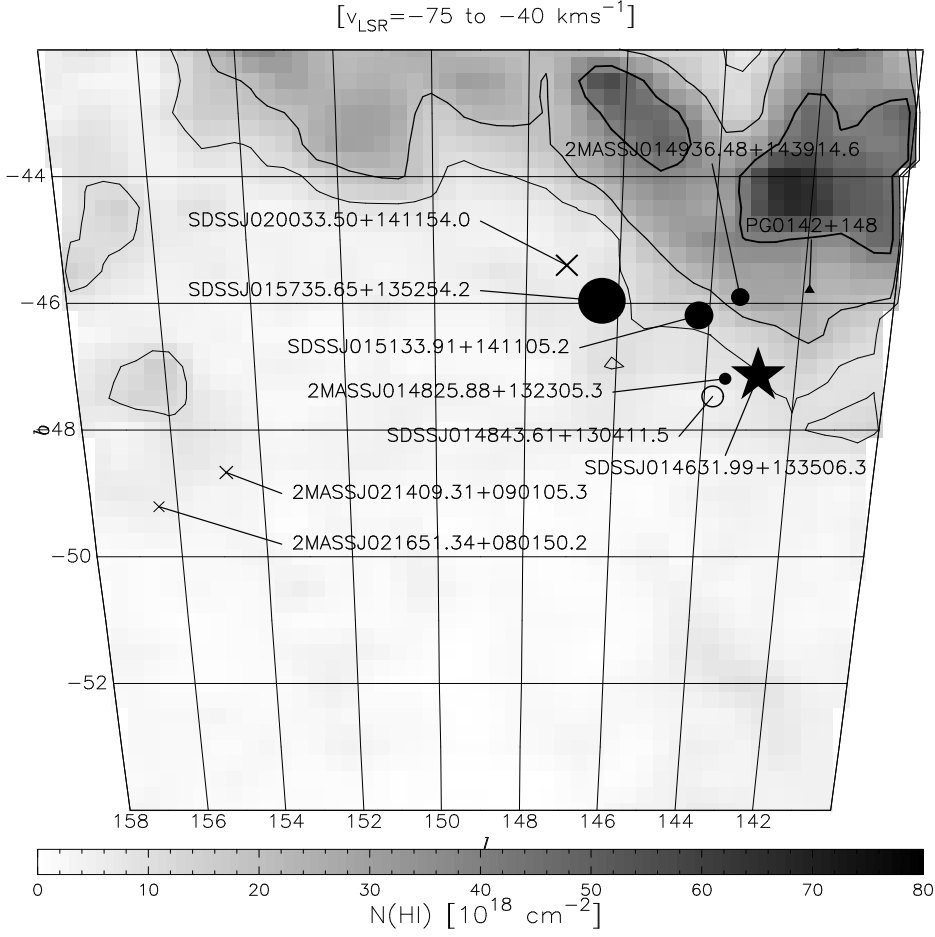 [v_LSR=−75 to −40 kms^−1]
2MASSJ014936.48+143914.6
−44
SDSSJ020033.50+141154.0
PG0142+148
SDSSJ015735.65+135254.2
−46
SDSSJ015133.91+141105.2
2MASSJ014825.88+132305.3
b
−48
SDSSJ014843.61+130411.5
SDSSJ014631.99+133506.3
2MASSJ021409.31+090105.3
2MASSJ021651.34+080150.2
−50
−52
158 156 154 152 150 148 146 144 142
l
0 10 20 30 40 50 60 70 80
N(HI) [10^18 cm^−2]